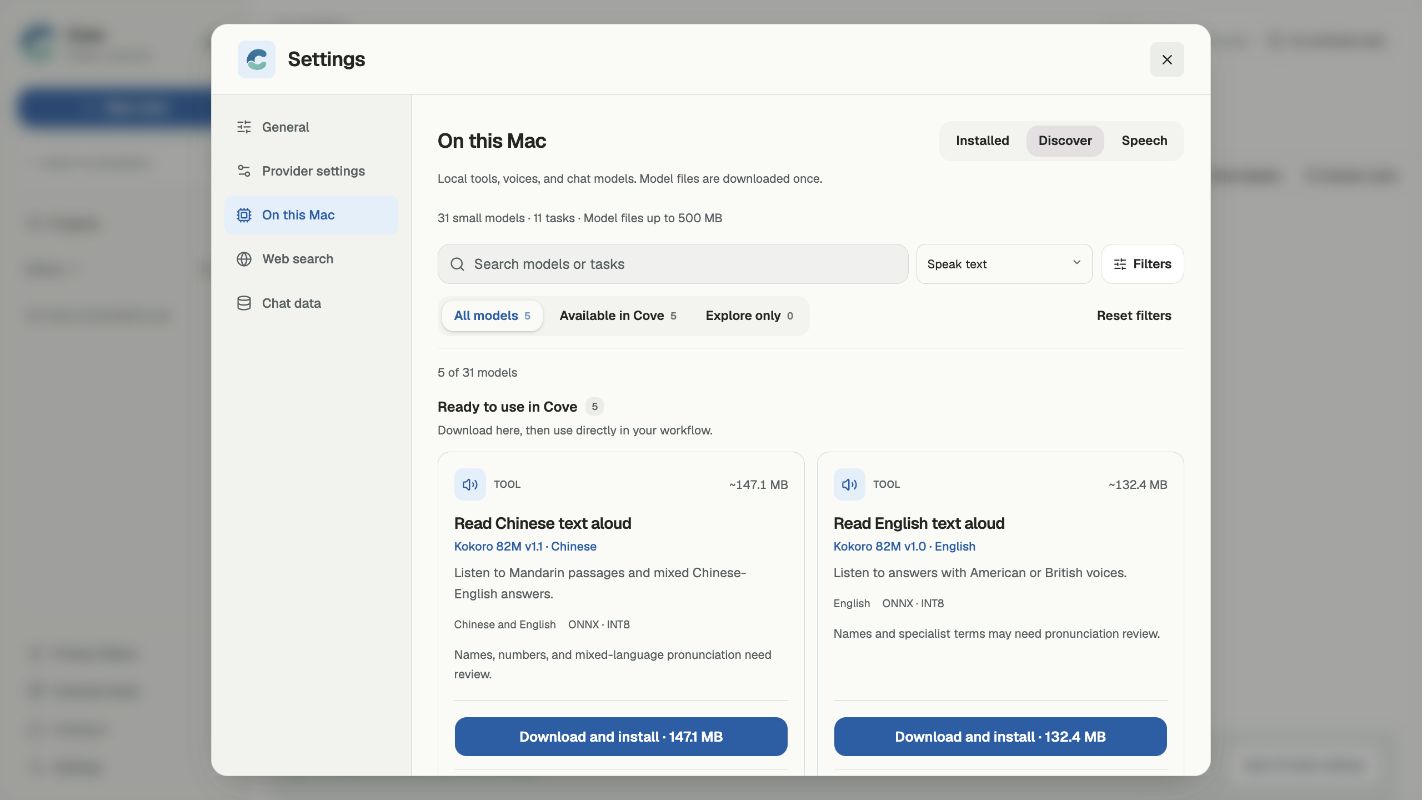 Settings
General
Provider settings
On this Mac
Web search
Chat data
On this Mac
Installed Discover Speech
Local tools, voices, and chat models. Model files are downloaded once.
31 small models · 11 tasks · Model files up to 500 MB
Search models or tasks
Speak text
Filters
All models 5 Available in Cove 5 Explore only 0
Reset filters
5 of 31 models
Ready to use in Cove 5
Download here, then use directly in your workflow.
TOOL ~147.1 MB
Read Chinese text aloud
Kokoro 82M v1.1 · Chinese
Listen to Mandarin passages and mixed Chinese-
English answers.
Chinese and English ONNX · INT8
Names, numbers, and mixed-language pronunciation need
review.
Download and install · 147.1 MB
TOOL ~132.4 MB
Read English text aloud
Kokoro 82M v1.0 · English
Listen to answers with American or British voices.
English ONNX · INT8
Names and specialist terms may need pronunciation review.
Download and install · 132.4 MB